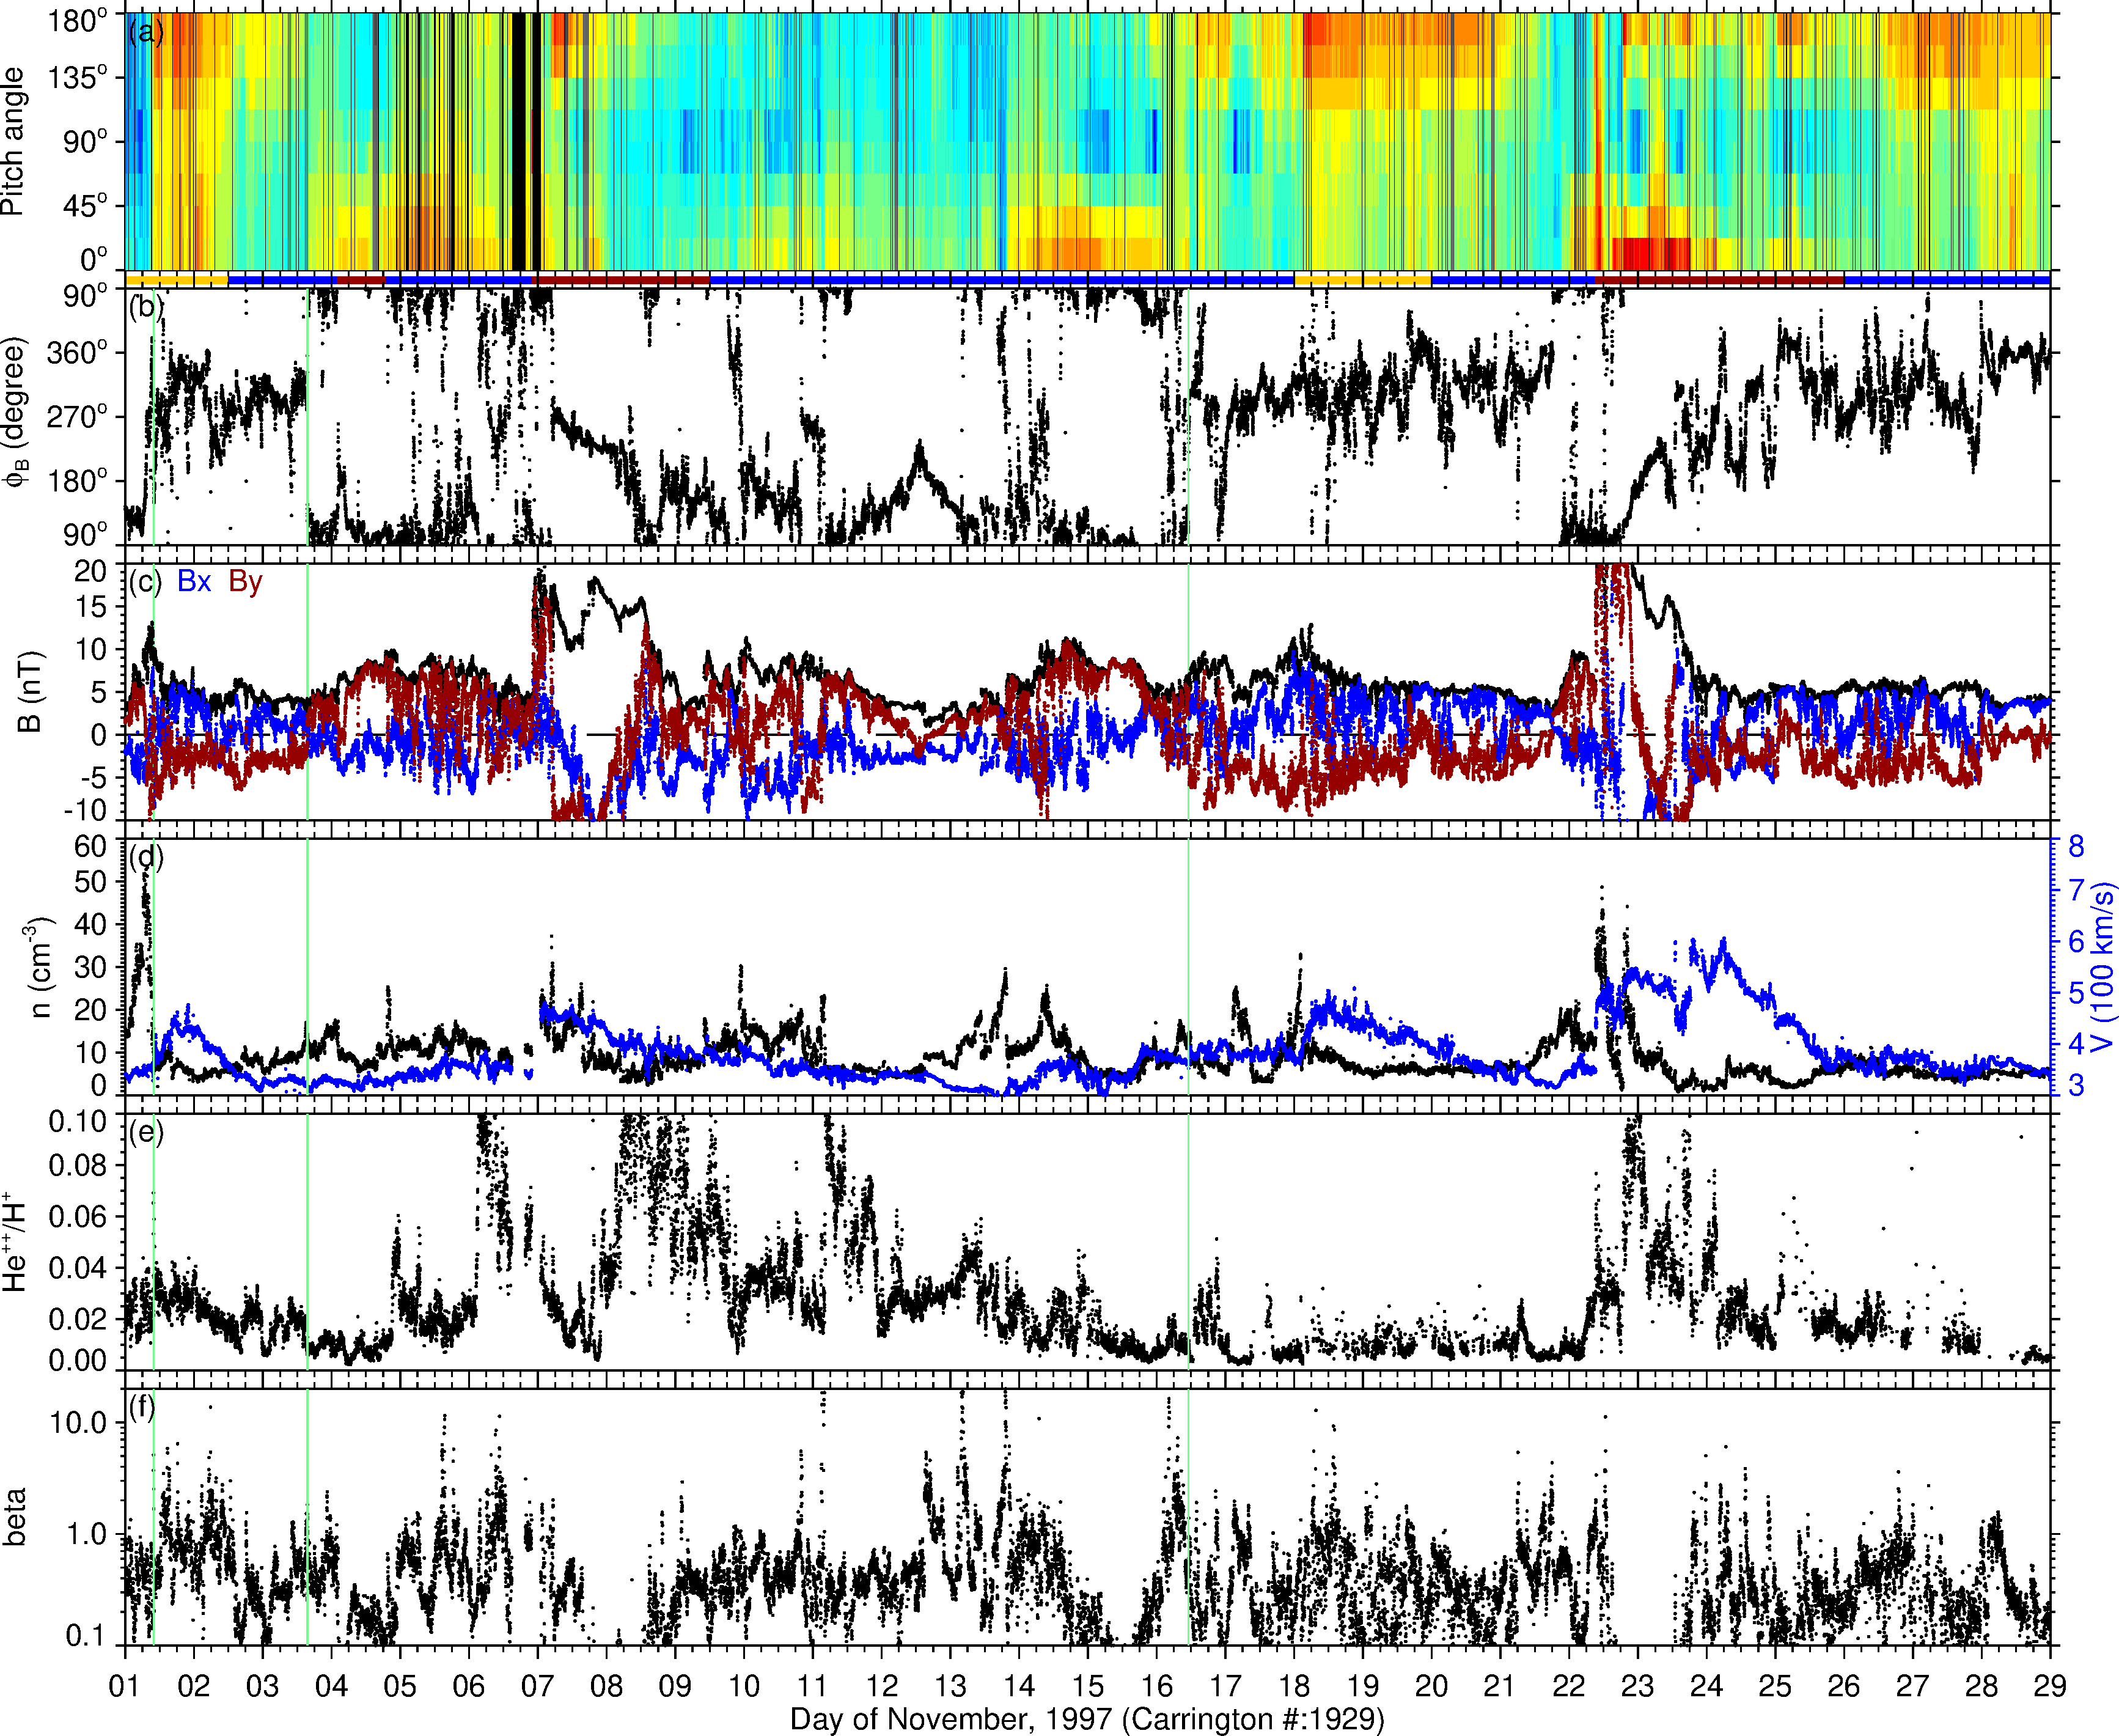 (a)
Pitch angle
180°
135°
90°
45°
0°
(b)
ϕB (degree)
90°
360°
270°
180°
90°
(c) Bx By
B (nT)
20
15
10
5
0
-5
-10
(d)
n (cm-3)
60
50
40
30
20
10
0
V (100 km/s)
8
7
6
5
4
3
(e)
He++/H+
0.10
0.08
0.06
0.04
0.02
0.00
(f)
beta
10.0
1.0
0.1
01 02 03 04 05 06 07 08 09 10 11 12 13 14 15 16 17 18 19 20 21 22 23 24 25 26 27 28 29
Day of November, 1997 (Carrington #:1929)